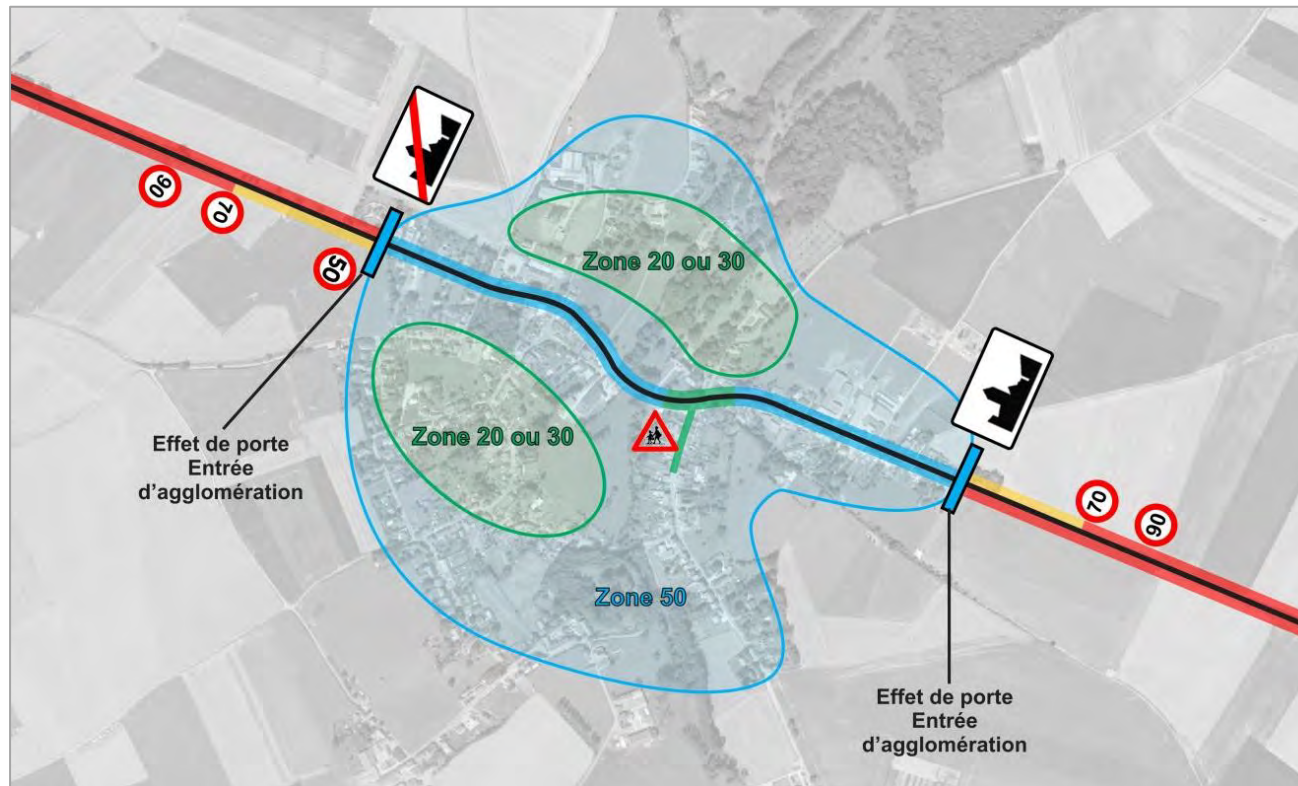 90
70
50
Zone 20 ou 30
Zone 20 ou 30
Effet de porte
Entrée
d'agglomération
Zone 50
70
90
Effet de porte
Entrée
d'agglomération